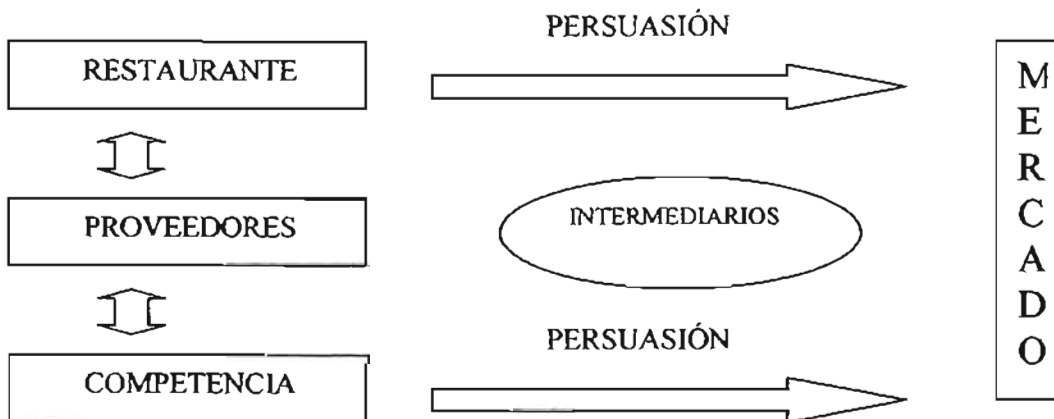 PERSUASIÓN
RESTAURANTE
PROVEEDORES
INTERMEDIARIOS
PERSUASIÓN
COMPETENCIA
M
E
R
C
A
D
O